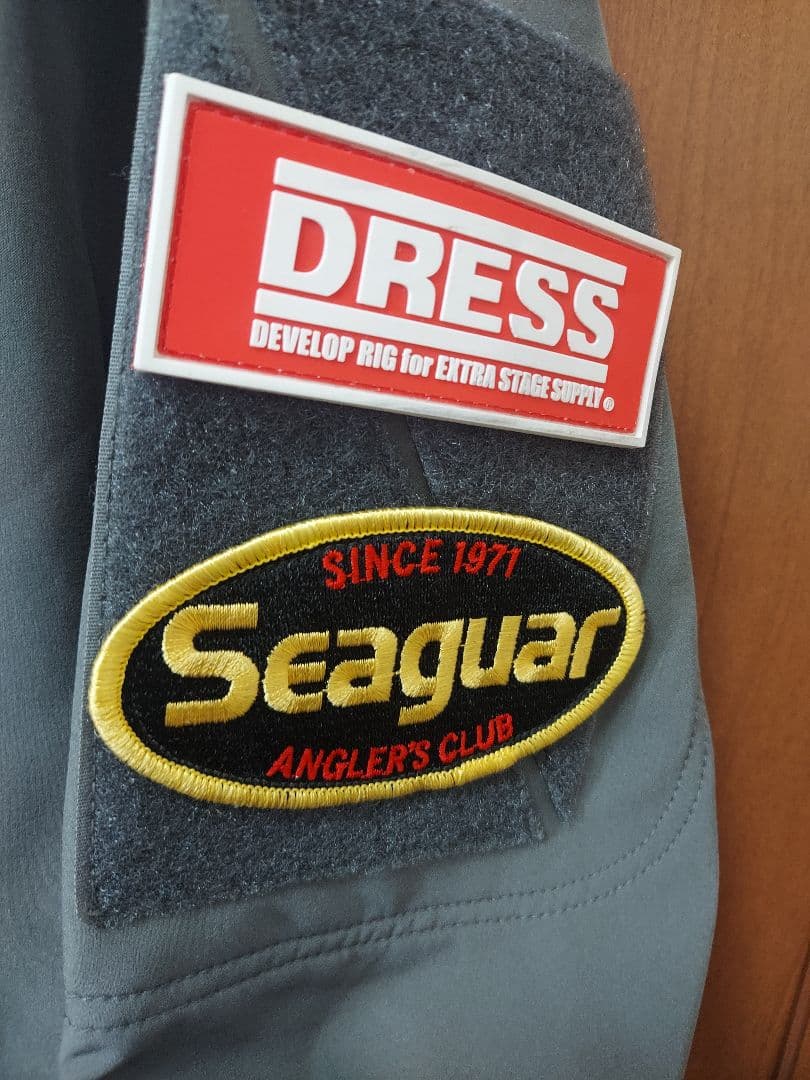 DRESS
DEVELOP RIG for EXTRA STAGE SUPPLY®
SINCE 1971
Seaguar
ANGLER'S CLUB